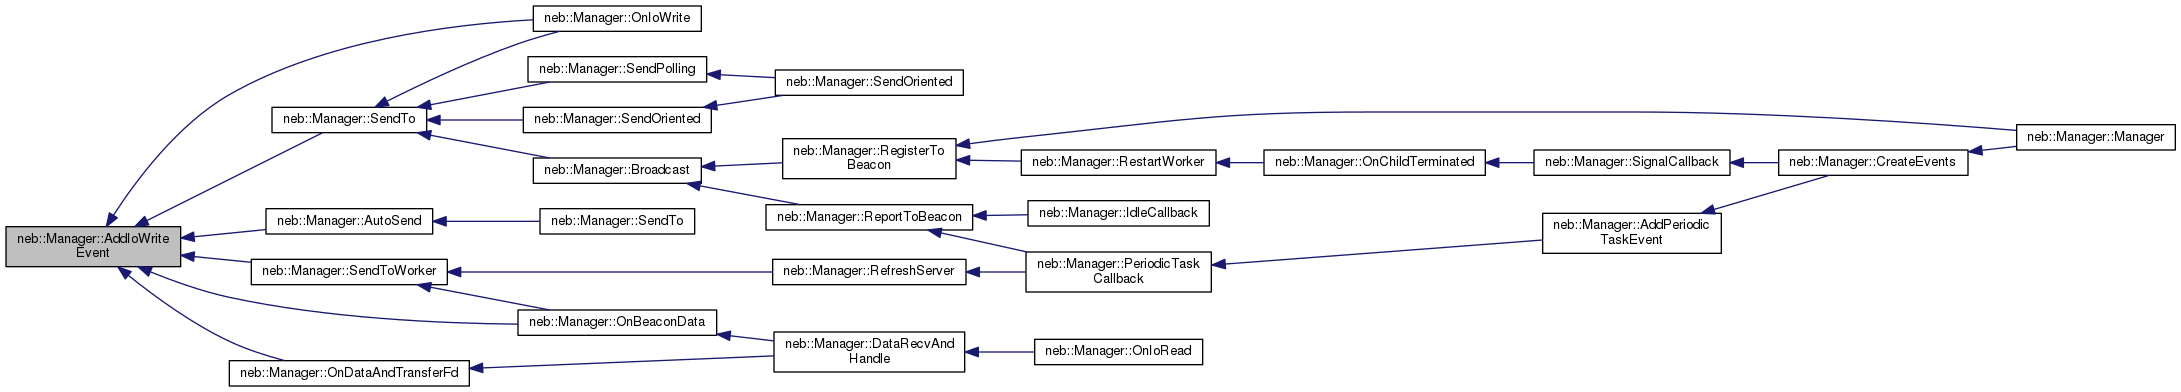 neb::Manager::OnIoWrite
neb::Manager::SendPolling
neb::Manager::SendOriented
neb::Manager::SendTo
neb::Manager::SendOriented
neb::Manager::Manager
neb::Manager::RegisterTo
Beacon
neb::Manager::RestartWorker
neb::Manager::OnChildTerminated
neb::Manager::SignalCallback
neb::Manager::CreateEvents
neb::Manager::Broadcast
neb::Manager::AutoSend
neb::Manager::SendTo
neb::Manager::ReportToBeacon
neb::Manager::IdleCallback
neb::Manager::AddPeriodic
TaskEvent
neb::Manager::AddIoWrite
Event
neb::Manager::SendToWorker
neb::Manager::RefreshServer
neb::Manager::PeriodicTask
Callback
neb::Manager::OnBeaconData
neb::Manager::DataRecvAnd
Handle
neb::Manager::OnIoRead
neb::Manager::OnDataAndTransferFd